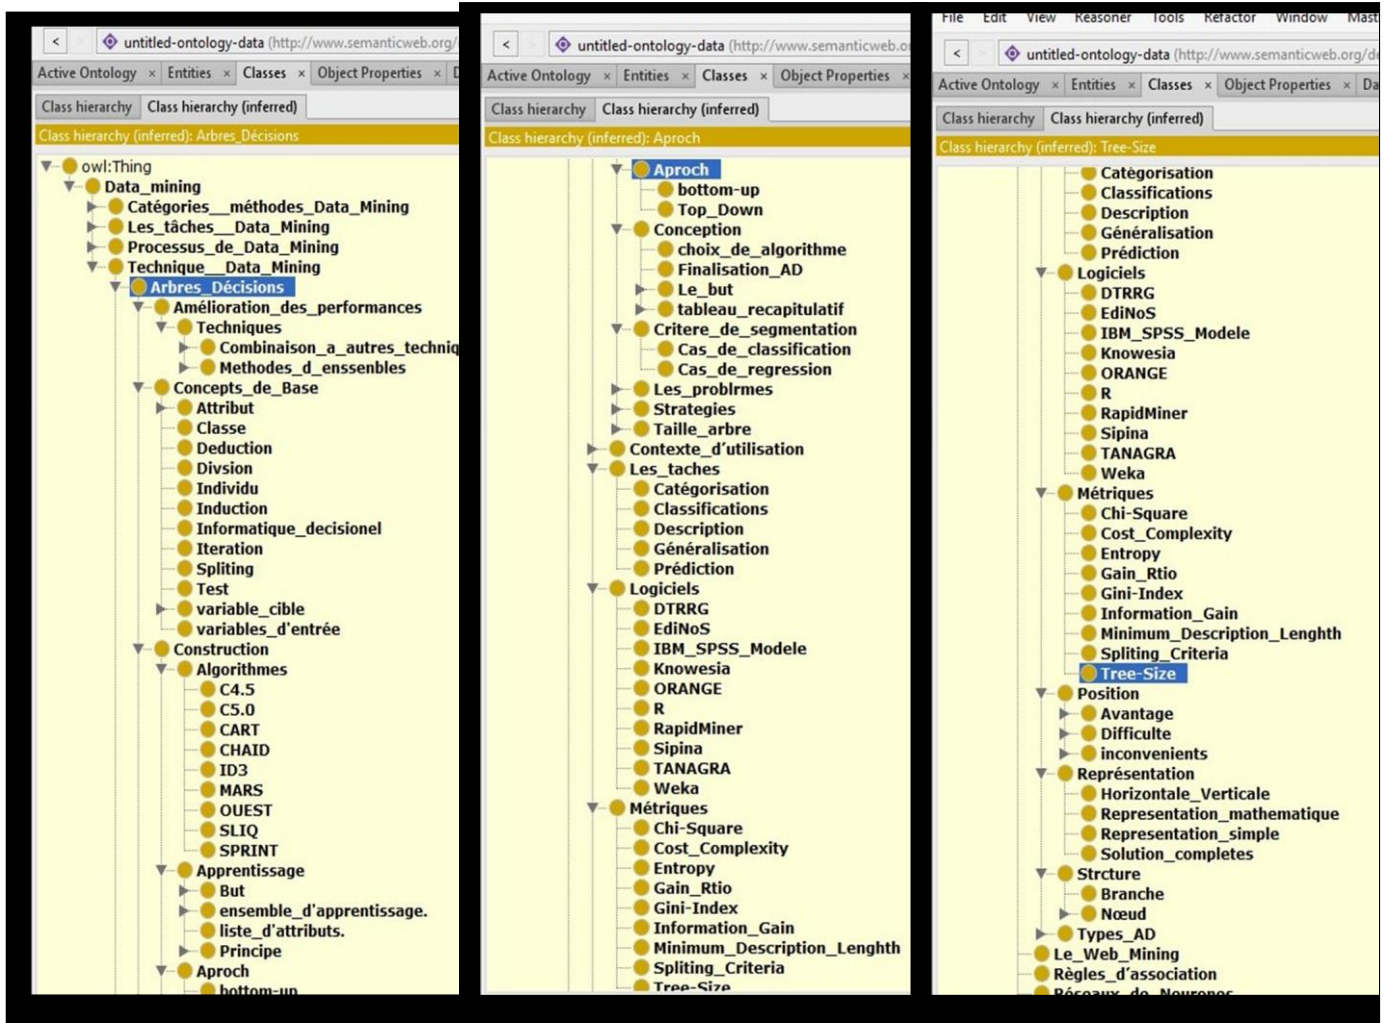 <
untitled-ontology-data (http://www.semanticweb.org/
Active Ontology × Entities × Classes × Object Properties × D
Class hierarchy Class hierarchy (inferred)
Class hierarchy (inferred): Arbres_Décisions
owl:Thing
Data_mining
Catégories__méthodes_Data_Mining
Les_tâches__Data_Mining
Processus_de_Data_Mining
Technique__Data_Mining
Arbres_Décisions
Amélioration_des_performances
Techniques
Combinaison_a_autres_techniq
Methodes_d_enssenbles
Concepts_de_Base
Attribut
Classe
Deduction
Divsion
Individu
Induction
Informatique_decisionel
Iteration
Spliting
Test
variable_cible
variables_d'entrée
Construction
Algorithmes
C4.5
C5.0
CART
CHAID
ID3
MARS
OUEST
SLIQ
SPRINT
Apprentissage
But
ensemble_d'apprentissage.
liste_d'attributs.
Principe
Aproch
bottom-up
<
untitled-ontology-data (http://www.semanticweb.o
Active Ontology × Entities × Classes × Object Properties ×
Class hierarchy Class hierarchy (inferred)
Class hierarchy (inferred): Aproch
Aproch
bottom-up
Top_Down
Conception
choix_de_algorithme
Finalisation_AD
Le_but
tableau_recapitulatif
Critere_de_segmentation
Cas_de_classification
Cas_de_regression
Les_problrmes
Strategies
Taille_arbre
Contexte_d'utilisation
Les_taches
Catégorisation
Classifications
Description
Généralisation
Prédiction
Logiciels
DTRRG
EdiNoS
IBM_SPSS_Modele
Knowesia
ORANGE
R
RapidMiner
Sipina
TANAGRA
Weka
Métriques
Chi-Square
Cost_Complexity
Entropy
Gain_Rtio
Gini-Index
Information_Gain
Minimum_Description_Lenghth
Spliting_Criteria
Tree-Size
File Edit View Reasoner Tools Refactor Window Mast
<
untitled-ontology-data (http://www.semanticweb.org/de
Active Ontology × Entities × Classes × Object Properties × Da
Class hierarchy Class hierarchy (inferred)
Class hierarchy (inferred): Tree-Size
Catégorisation
Classifications
Description
Généralisation
Prédiction
Logiciels
DTRRG
EdiNoS
IBM_SPSS_Modele
Knowesia
ORANGE
R
RapidMiner
Sipina
TANAGRA
Weka
Métriques
Chi-Square
Cost_Complexity
Entropy
Gain_Rtio
Gini-Index
Information_Gain
Minimum_Description_Lenghth
Spliting_Criteria
Tree-Size
Position
Avantage
Difficulte
inconvenients
Représentation
Horizontale_Verticale
Representation_mathematique
Representation_simple
Solution_completes
Strcture
Branche
Nœud
Types_AD
Le_Web_Mining
Règles_d'association
Réseaux_de_Neurones